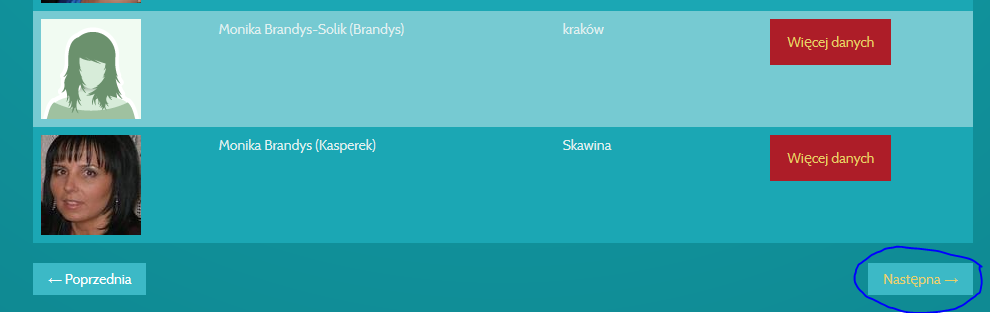 Monika Brandys-Solik (Brandys) kraków Więcej danych
Monika Brandys (Kasperek) Skawina Więcej danych
← Poprzednia Następna →